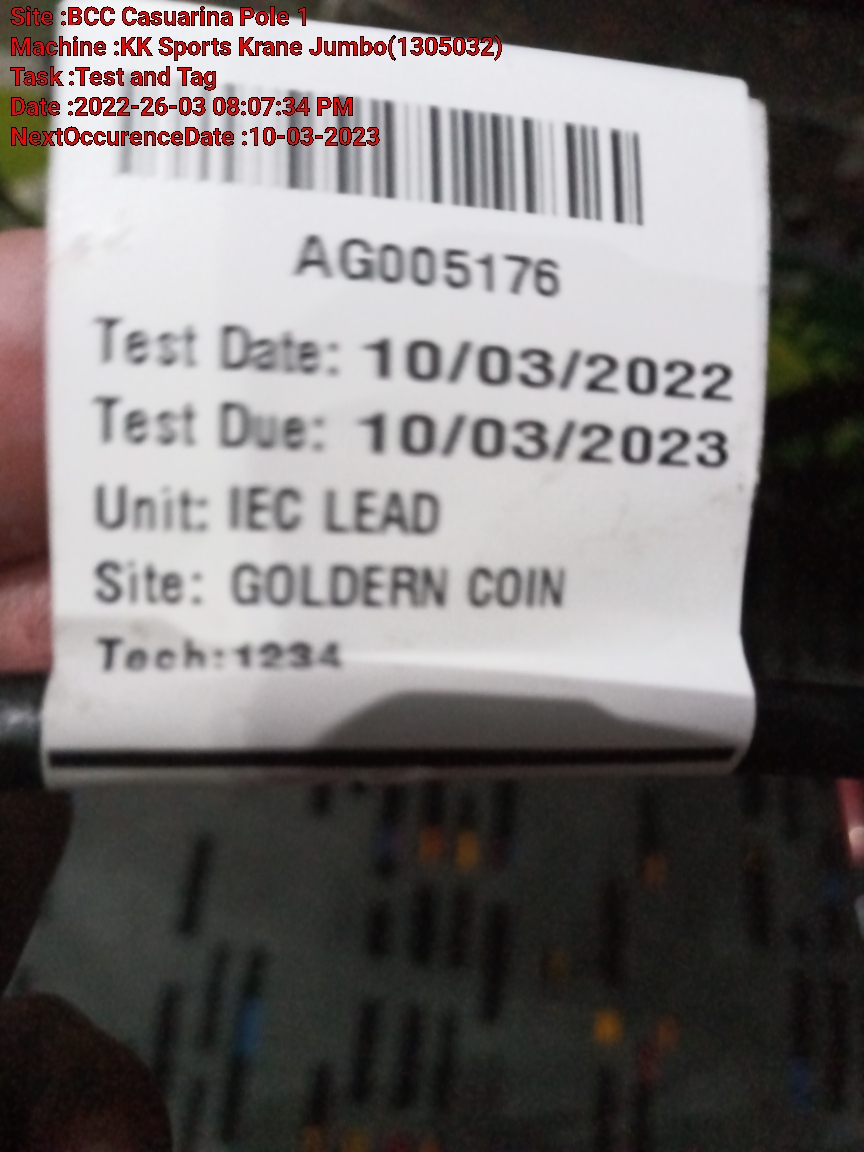 Site :BCC Casuarina Pole 1
Machine :KK Sports Krane Jumbo(1305032)
Task :Test and Tag
Date :2022-26-03 08:07:34 PM
NextOccurenceDate :10-03-2023
AG005176
Test Date: 10/03/2022
Test Due: 10/03/2023
Unit: IEC LEAD
Site: GOLDERN COIN
Tech:1234